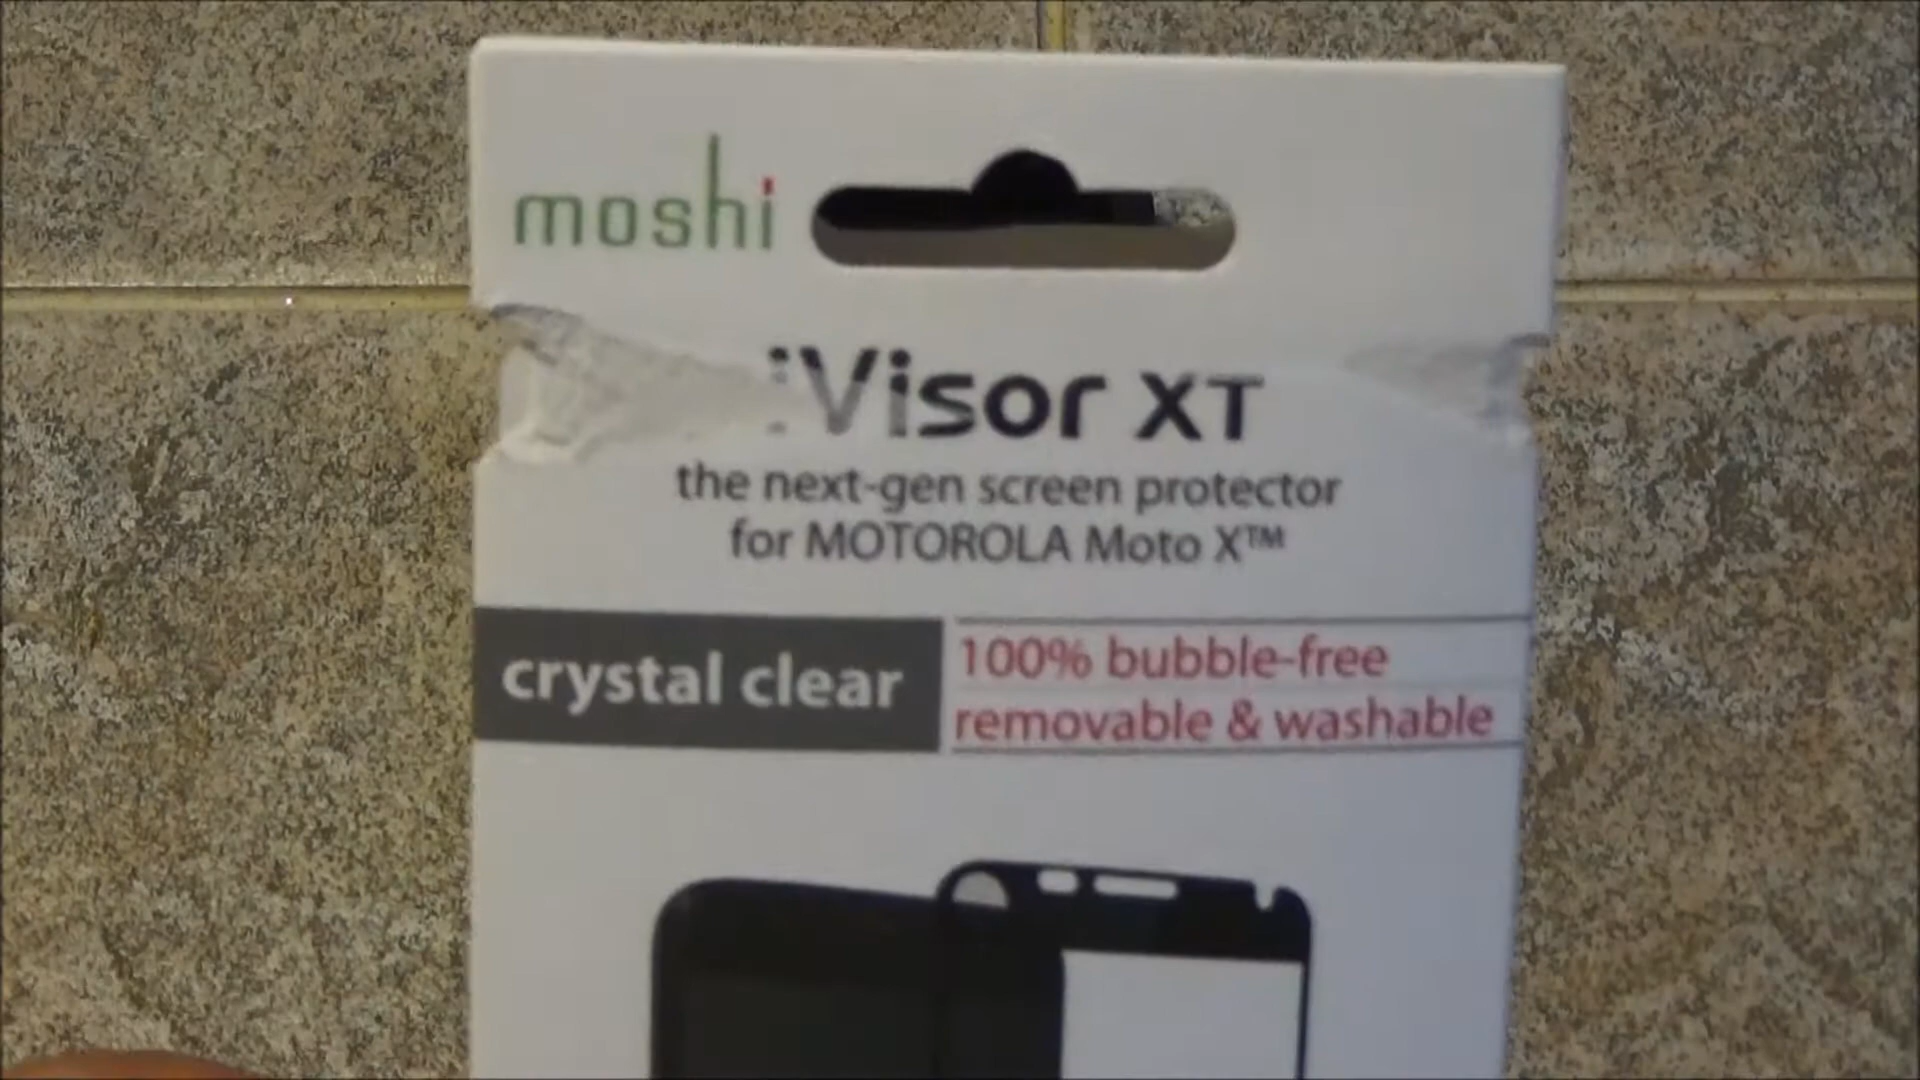 moshi
iVisor XT
the next-gen screen protector
for MOTOROLA Moto X™
crystal clear
100% bubble-free
removable & washable